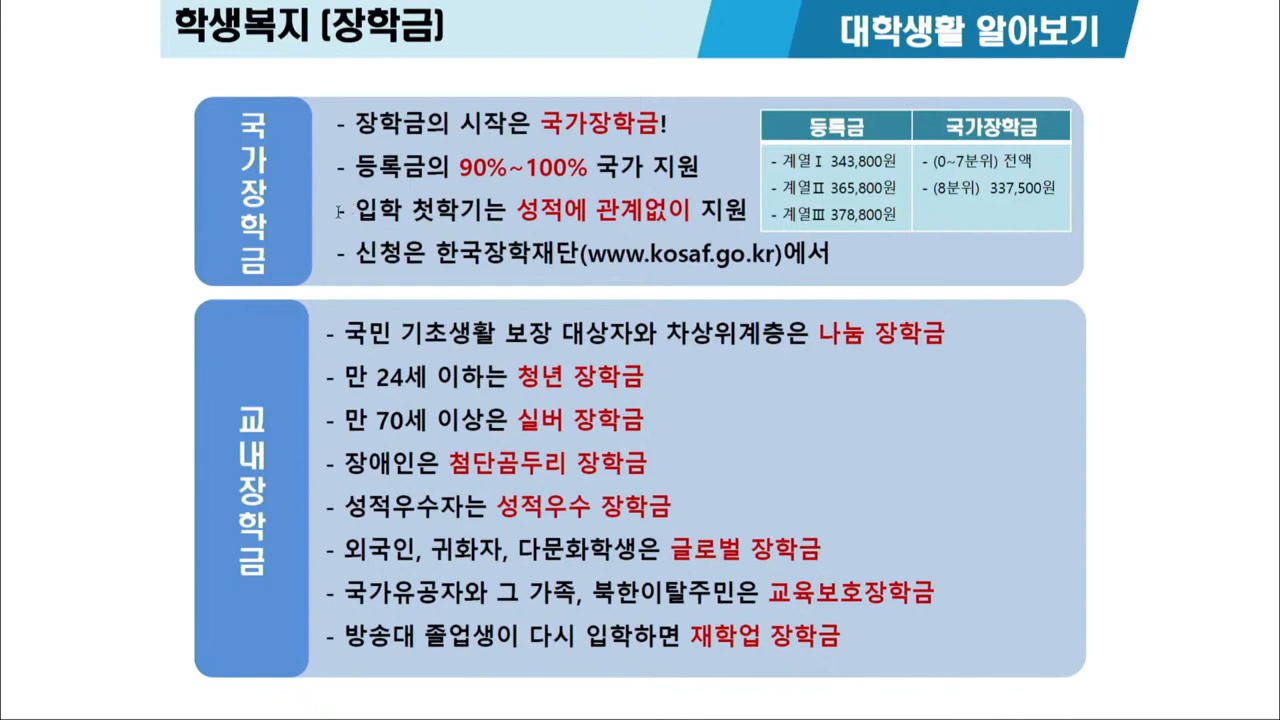 학생복지 (장학금)
대학생활 알아보기
국가장학금
- 장학금의 시작은 국가장학금!
- 등록금의 90%~100% 국가 지원
- 입학 첫학기는 성적에 관계없이 지원
- 신청은 한국장학재단(www.kosaf.go.kr)에서
등록금 국가장학금
- 계열Ⅰ 343,800원 - (0~7분위) 전액
- 계열Ⅱ 365,800원 - (8분위) 337,500원
- 계열Ⅲ 378,800원
교내장학금
- 국민 기초생활 보장 대상자와 차상위계층은 나눔 장학금
- 만 24세 이하는 청년 장학금
- 만 70세 이상은 실버 장학금
- 장애인은 첨단곰두리 장학금
- 성적우수자는 성적우수 장학금
- 외국인, 귀화자, 다문화학생은 글로벌 장학금
- 국가유공자와 그 가족, 북한이탈주민은 교육보호장학금
- 방송대 졸업생이 다시 입학하면 재학업 장학금